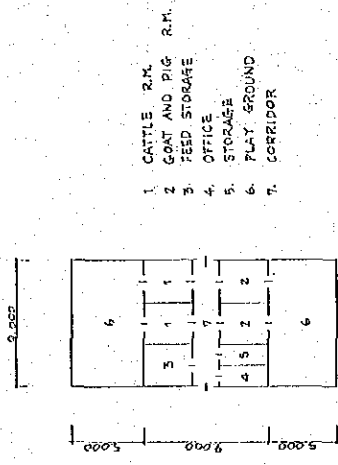 1 CATTLE R.M.
2 GOAT AND PIG R.M.
3. FEED STORAGE
4. OFFICE
5. STORAGE
6. PLAY GROUND
7. CORRIDOR
9.000
5.000
9.000
5.000
6
3 1 1
7
4 5 2 2
6